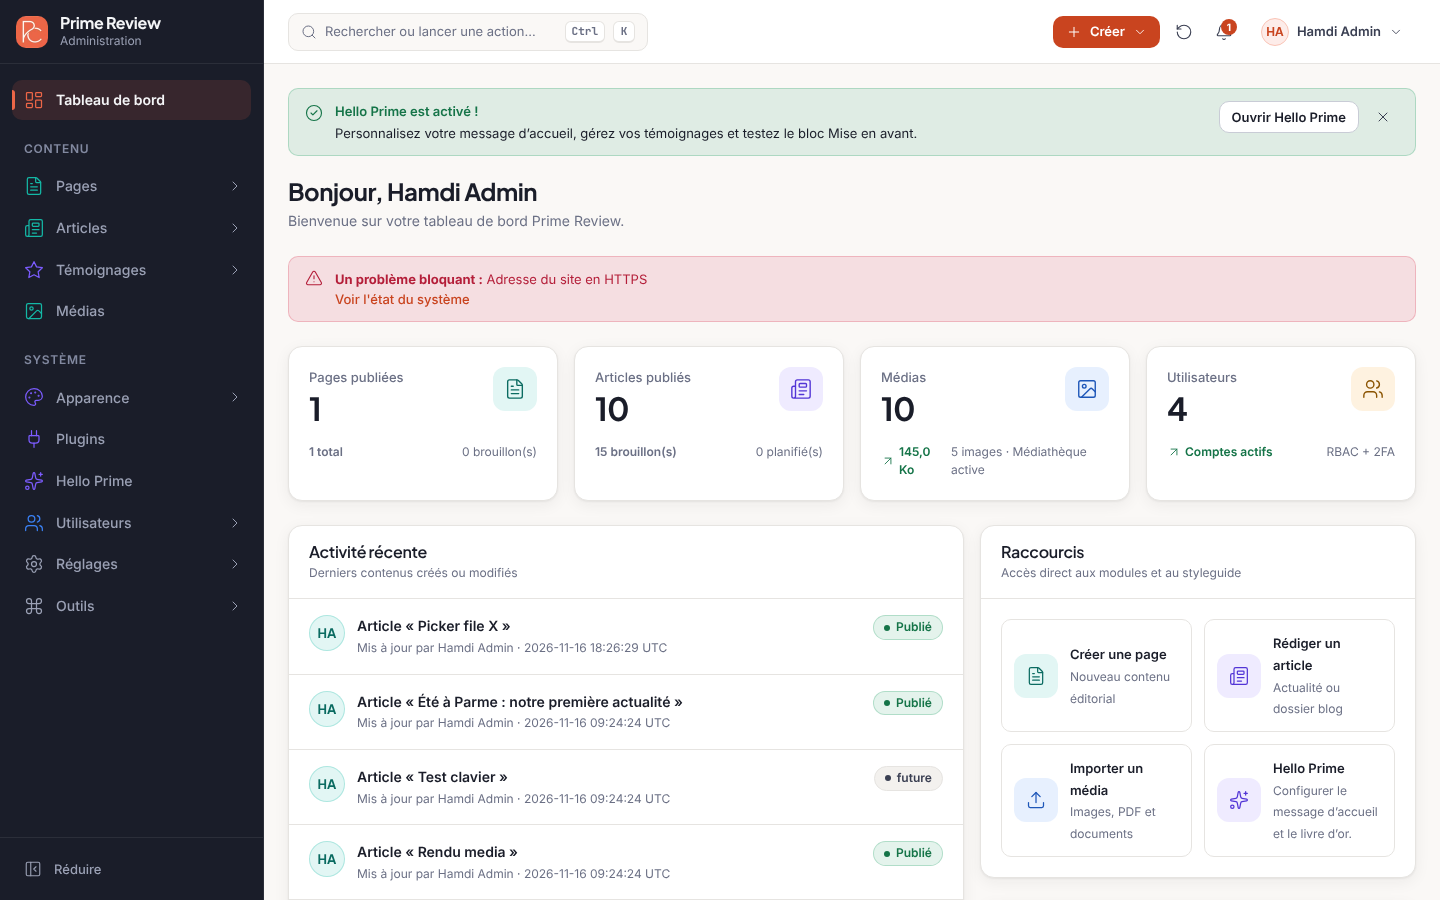 Prime Review
Administration
Rechercher ou lancer une action...
Ctrl K
Créer
1
HA Hamdi Admin
Tableau de bord
CONTENU
Pages
Articles
Témoignages
Médias
SYSTÈME
Apparence
Plugins
Hello Prime
Utilisateurs
Réglages
Outils
Réduire
Hello Prime est activé !
Personnalisez votre message d’accueil, gérez vos témoignages et testez le bloc Mise en avant.
Ouvrir Hello Prime
Bonjour, Hamdi Admin
Bienvenue sur votre tableau de bord Prime Review.
Un problème bloquant : Adresse du site en HTTPS
Voir l'état du système
Pages publiées
1
1 total 0 brouillon(s)
Articles publiés
10
15 brouillon(s) 0 planifié(s)
Médias
10
145,0 Ko
5 images · Médiathèque
active
Utilisateurs
4
Comptes actifs RBAC + 2FA
Activité récente
Derniers contenus créés ou modifiés
HA
Article « Picker file X »
Mis à jour par Hamdi Admin · 2026-11-16 18:26:29 UTC
Publié
HA
Article « Été à Parme : notre première actualité »
Mis à jour par Hamdi Admin · 2026-11-16 09:24:24 UTC
Publié
HA
Article « Test clavier »
Mis à jour par Hamdi Admin · 2026-11-16 09:24:24 UTC
future
HA
Article « Rendu media »
Mis à jour par Hamdi Admin · 2026-11-16 09:24:24 UTC
Publié
Raccourcis
Accès direct aux modules et au styleguide
Créer une page
Nouveau contenu
éditorial
Rédiger un
article
Actualité ou
dossier blog
Importer un
média
Images, PDF et
documents
Hello Prime
Configurer le
message d’accueil
et le livre d’or.